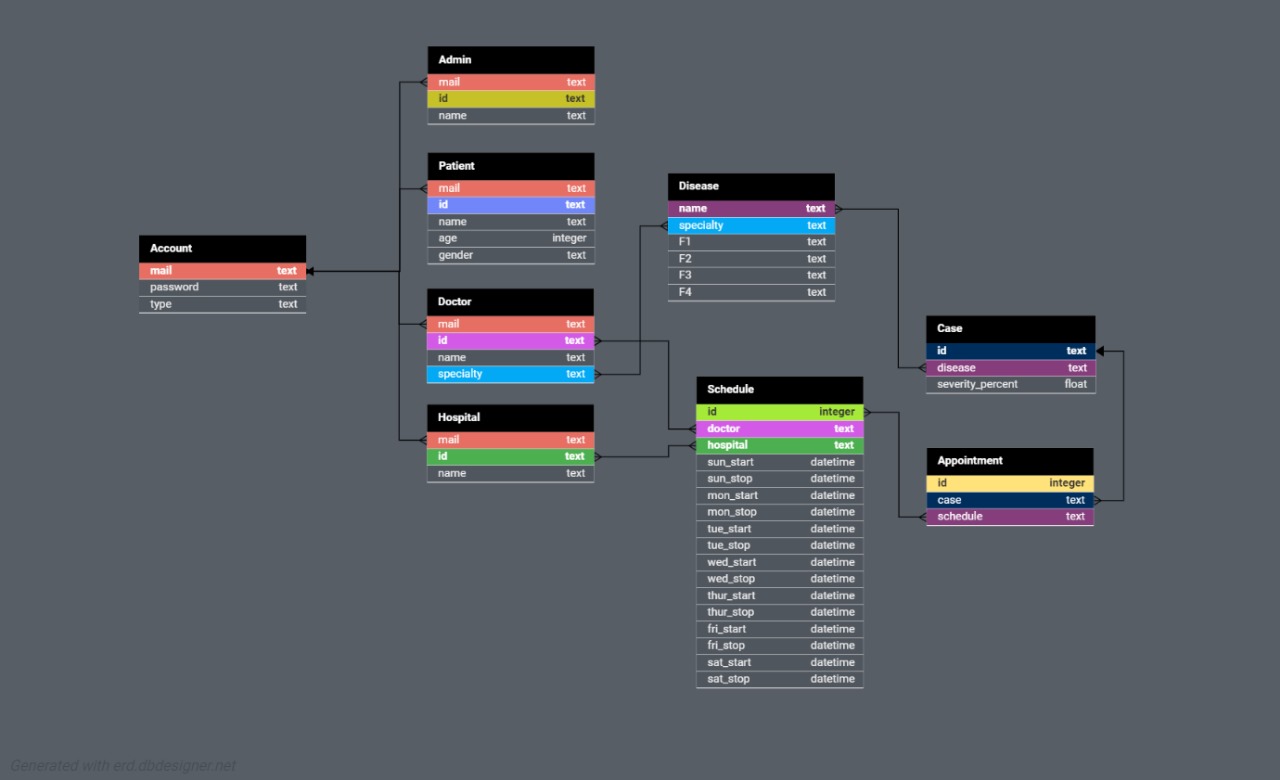 Admin
mail text
id text
name text
Patient
mail text
id text
name text
age integer
gender text
Account
mail text
password text
type text
Doctor
mail text
id text
name text
specialty text
Hospital
mail text
id text
name text
Disease
name text
specialty text
F1 text
F2 text
F3 text
F4 text
Schedule
id integer
doctor text
hospital text
sun_start datetime
sun_stop datetime
mon_start datetime
mon_stop datetime
tue_start datetime
tue_stop datetime
wed_start datetime
wed_stop datetime
thur_start datetime
thur_stop datetime
fri_start datetime
fri_stop datetime
sat_start datetime
sat_stop datetime
Case
id text
disease text
severity_percent float
Appointment
id integer
case text
schedule text
Generated with erd.dbdesigner.net